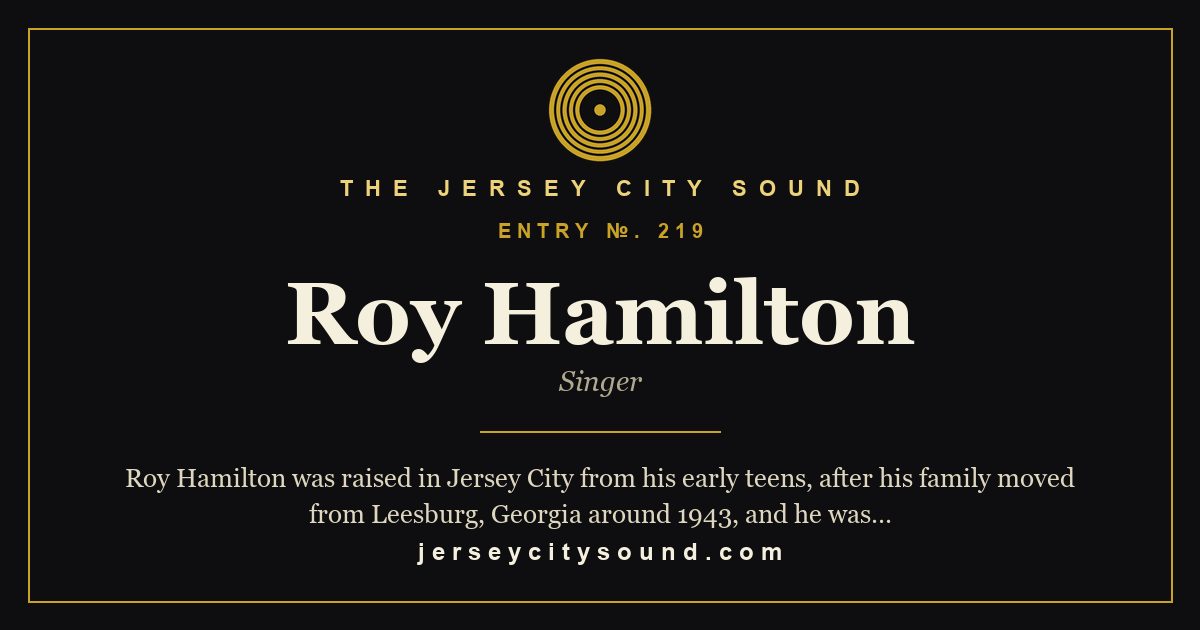 THE JERSEY CITY SOUND
ENTRY №. 219
Roy Hamilton
Singer
Roy Hamilton was raised in Jersey City from his early teens, after his family moved
from Leesburg, Georgia around 1943, and he was…
jerseycitysound.com